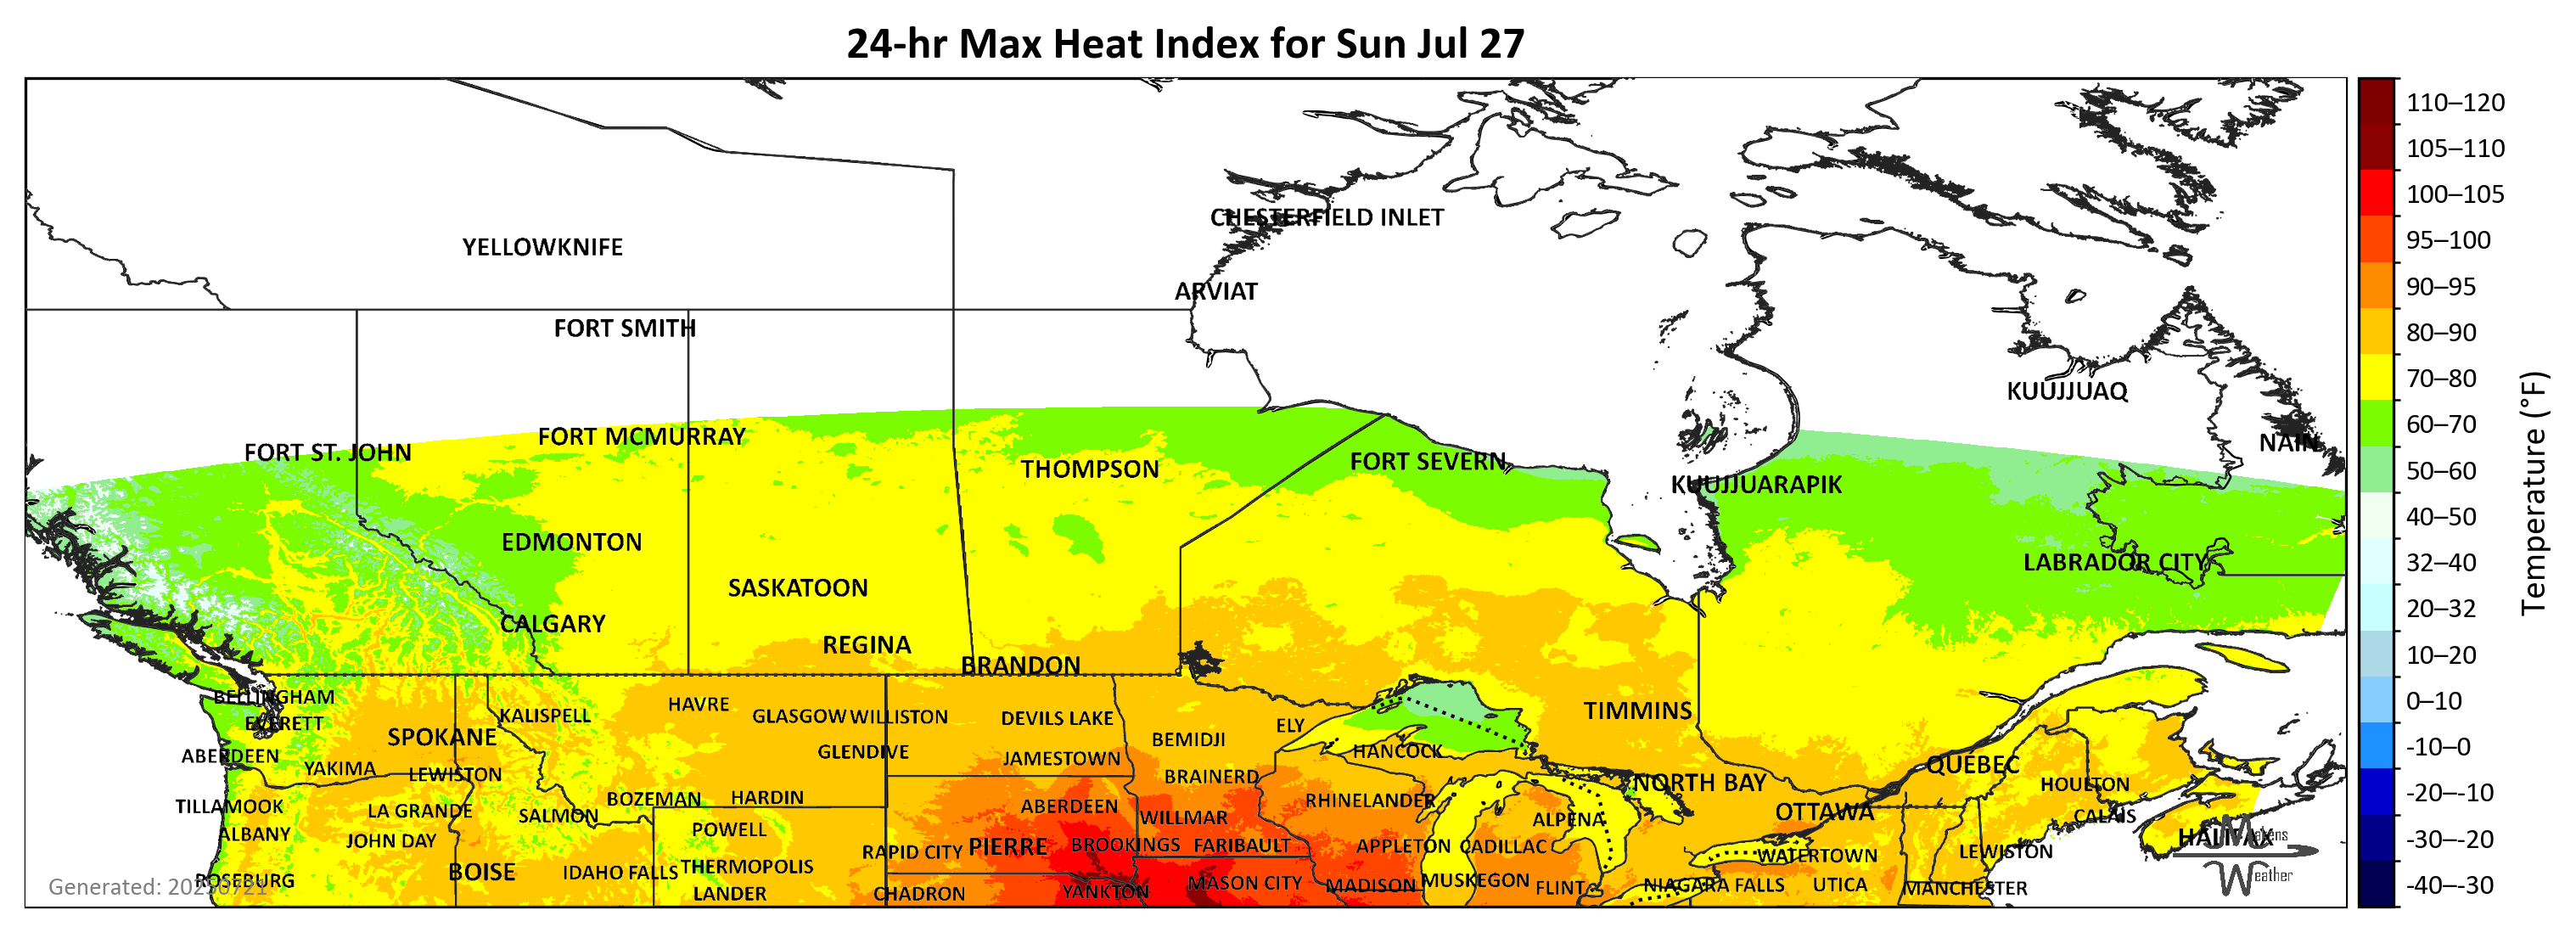 24-hr Max Heat Index for Sun Jul 27
110–120
105–110
CHESTERFIELD INLET
100–105
YELLOWKNIFE
95–100
ARVIAT
90–95
FORT SMITH
80–90
70–80
KUUJJUAQ
FORT MCMURRAY
60–70
FORT ST. JOHN
NAIN
THOMPSON
FORT SEVERN
50–60
KUUJJUARAPIK
40–50
EDMONTON
Temperature (°F)
LABRADOR CITY
32–40
SASKATOON
20–32
CALGARY
REGINA
10–20
BRANDON
BELLINGHAM
HAVRE
0–10
KALISPELL
GLASGOW
WILLISTON
DEVILS LAKE
TIMMINS
EVERETT
ELY
SPOKANE
BEMIDJI
-10–0
ABERDEEN
GLENDIVE
JAMESTOWN
HANCOCK
YAKIMA
LEWISTON
BRAINERD
QUÉBEC
NORTH BAY
HOULTON
-20–-10
BOZEMAN
HARDIN
RHINELANDER
TILLAMOOK
LA GRANDE
SALMON
ABERDEEN
WILLMAR
ALPENA
OTTAWA
CALAIS
ALBANY
POWELL
-30–-20
JOHN DAY
PIERRE
BROOKINGS
FARIBAULT
APPLETON
CADILLAC
HALIFAX
Matens
RAPID CITY
WATERTOWN
LEWISTON
BOISE
IDAHO FALLS
THERMOPOLIS
Weather
ROSEBURG
MASON CITY
MADISON
MUSKEGON
FLINT
NIAGARA FALLS
UTICA
MANCHESTER
-40–-30
Generated: 20250721
LANDER
CHADRON
YANKTON